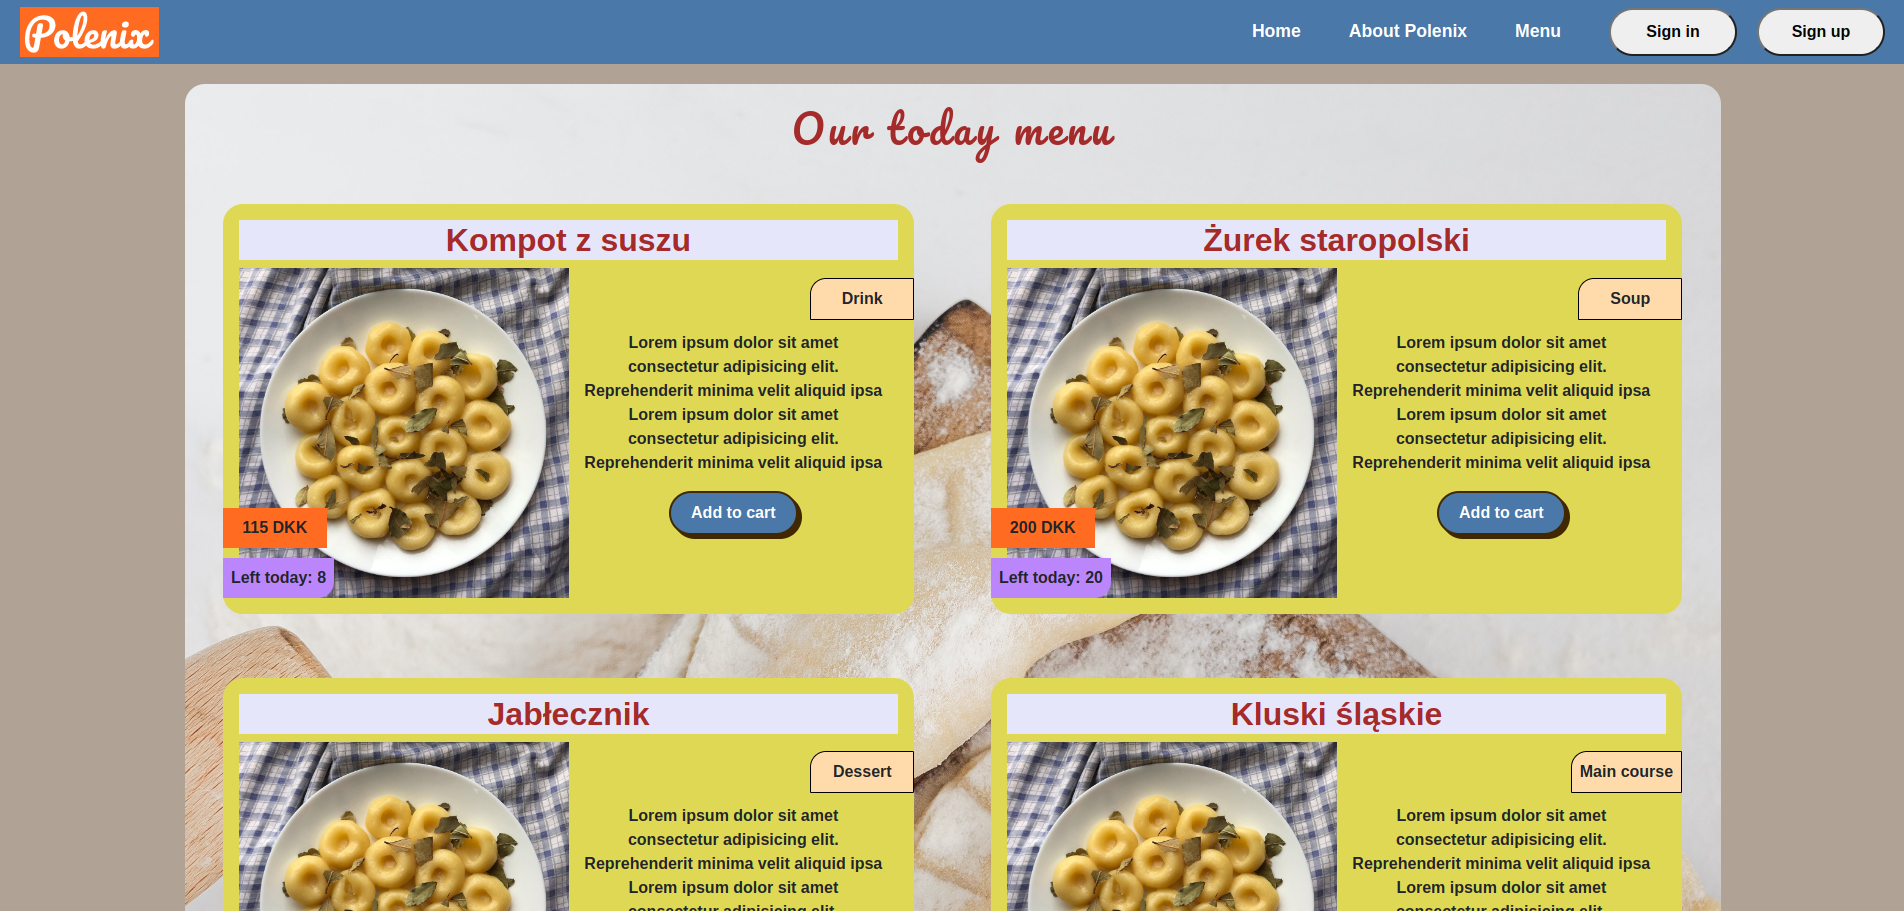 Polenix
Home
About Polenix
Menu
Sign in
Sign up
Our today menu
Kompot z suszu
Drink
Lorem ipsum dolor sit amet
consectetur adipisicing elit.
Reprehenderit minima velit aliquid ipsa
Lorem ipsum dolor sit amet
consectetur adipisicing elit.
Reprehenderit minima velit aliquid ipsa
Add to cart
115 DKK
Left today: 8
Żurek staropolski
Soup
Lorem ipsum dolor sit amet
consectetur adipisicing elit.
Reprehenderit minima velit aliquid ipsa
Lorem ipsum dolor sit amet
consectetur adipisicing elit.
Reprehenderit minima velit aliquid ipsa
Add to cart
200 DKK
Left today: 20
Jabłecznik
Dessert
Lorem ipsum dolor sit amet
consectetur adipisicing elit.
Reprehenderit minima velit aliquid ipsa
Lorem ipsum dolor sit amet
consectetur adipisicing elit.
Kluski śląskie
Main course
Lorem ipsum dolor sit amet
consectetur adipisicing elit.
Reprehenderit minima velit aliquid ipsa
Lorem ipsum dolor sit amet
consectetur adipisicing elit.